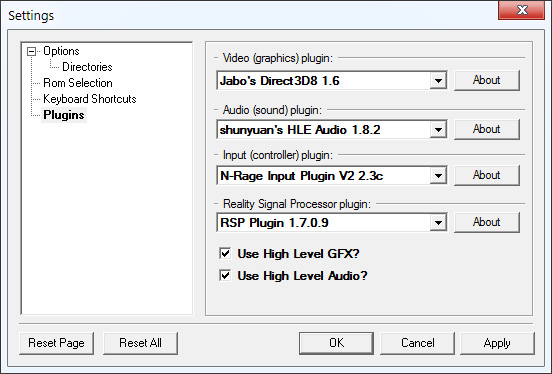 Settings
Options
Directories
Rom Selection
Keyboard Shortcuts
Plugins
Video (graphics) plugin:
Jabo's Direct3D8 1.6
About
Audio (sound) plugin:
shunyuan's HLE Audio 1.8.2
About
Input (controller) plugin:
N-Rage Input Plugin V2 2.3c
About
Reality Signal Processor plugin:
RSP Plugin 1.7.0.9
About
Use High Level GFX?
Use High Level Audio?
Reset Page Reset All OK Cancel Apply